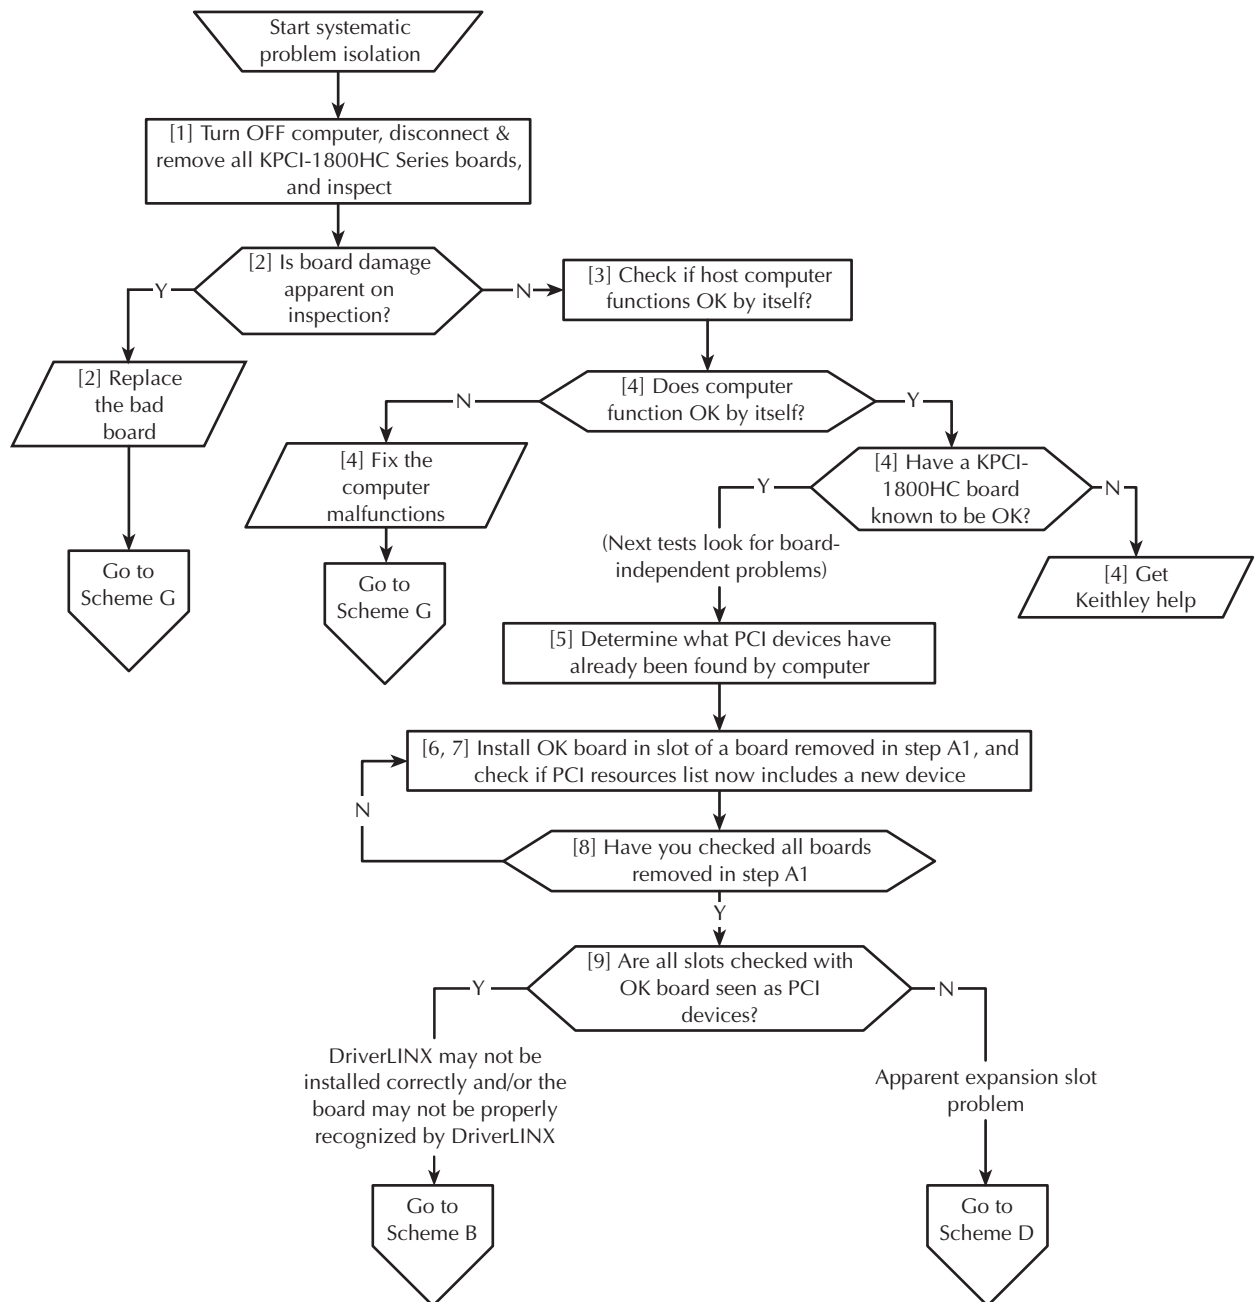 Start systematic
problem isolation
[1] Turn OFF computer, disconnect &
remove all KPCI-1800HC Series boards,
and inspect
[2] Is board damage
apparent on
inspection?
Y
N
[3] Check if host computer
functions OK by itself?
[2] Replace
the bad
board
[4] Does computer
function OK by itself?
N
Y
[4] Fix the
computer
malfunctions
[4] Have a KPCI-
1800HC board
known to be OK?
Y
N
(Next tests look for board-
independent problems)
Go to
Scheme G
Go to
Scheme G
[4] Get
Keithley help
[5] Determine what PCI devices have
already been found by computer
[6, 7] Install OK board in slot of a board removed in step A1, and
check if PCI resources list now includes a new device
N
[8] Have you checked all boards
removed in step A1
Y
[9] Are all slots checked with
OK board seen as PCI
devices?
Y
N
DriverLINX may not be
installed correctly and/or the
board may not be properly
recognized by DriverLINX
Apparent expansion slot
problem
Go to
Scheme B
Go to
Scheme D